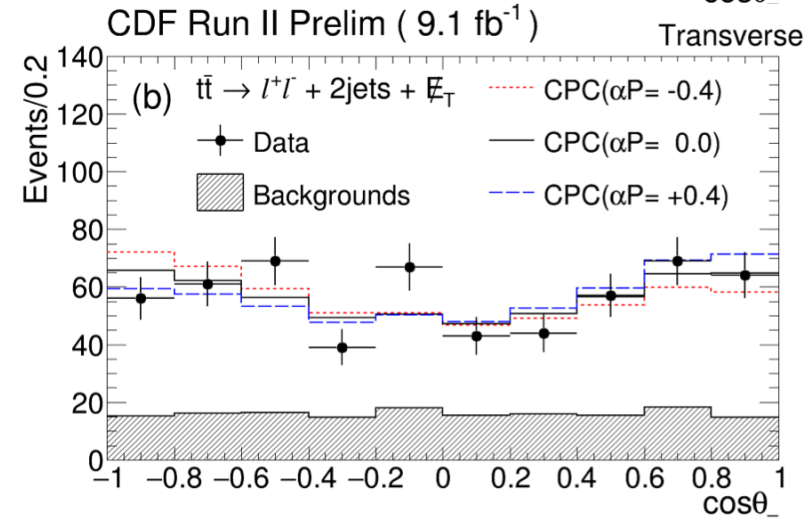 cosθ_
CDF Run II Prelim ( 9.1 fb⁻¹ )
Transverse
(b) tt̄ → l⁺l⁻ + 2jets + E̸_T
Data
Backgrounds
CPC(αP= -0.4)
CPC(αP= 0.0)
CPC(αP= +0.4)
Events/0.2
140
120
100
80
60
40
20
0
−1 −0.8 −0.6 −0.4 −0.2 0 0.2 0.4 0.6 0.8 1
cosθ_